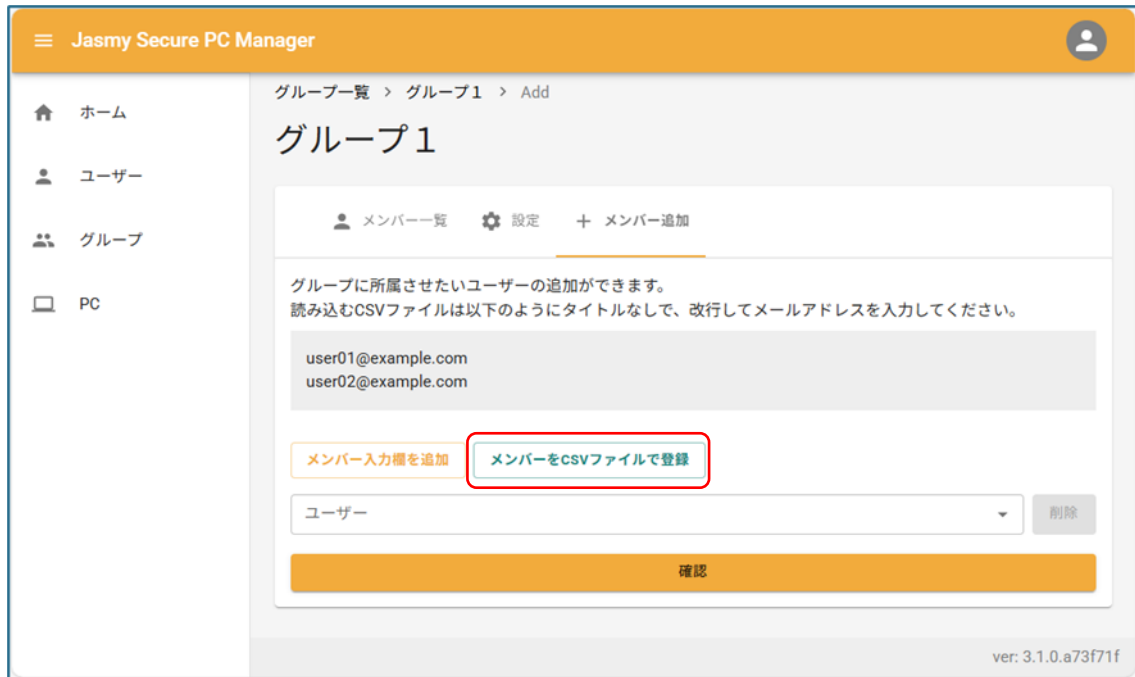 Jasmy Secure PC Manager
ホーム
ユーザー
グループ
PC
グループ一覧 > グループ1 > Add
グループ１
メンバー一覧 設定 + メンバー追加
グループに所属させたいユーザーの追加ができます。
読み込むCSVファイルは以下のようにタイトルなしで、改行してメールアドレスを入力してください。
user01@example.com
user02@example.com
メンバー入力欄を追加 メンバーをCSVファイルで登録
ユーザー 削除
確認
ver: 3.1.0.a73f71f